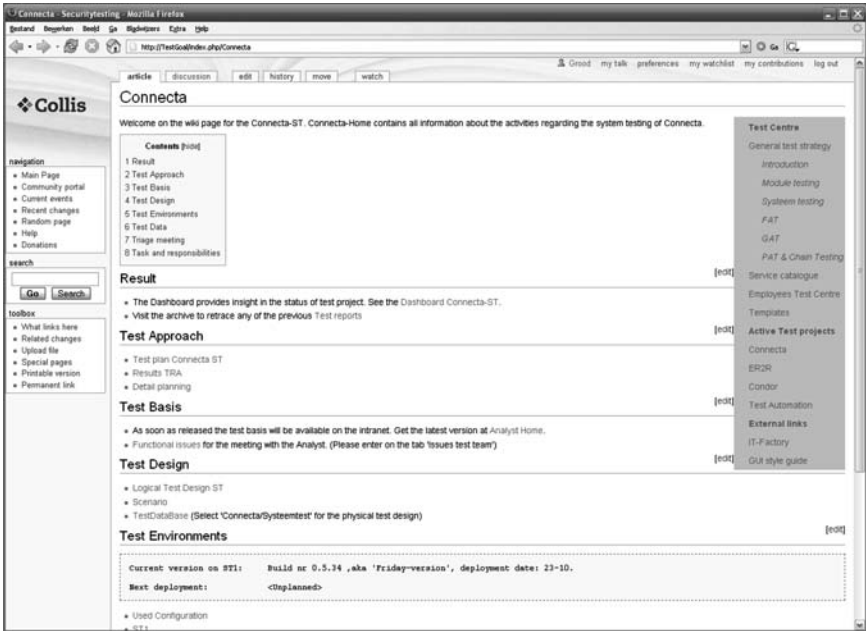 Connecta - Securitytesting - Mozilla Firefox
Bestand Bewerken Beeld Ga Bladwijzers Extra Help
http://TestGoal/index.php/Connecta
Ga
Grood my talk preferences my watchlist my contributions log out
article discussion edit history move watch
Collis
navigation
Main Page
Community portal
Current events
Recent changes
Random page
Help
Donations
search
Go Search
toolbox
What links here
Related changes
Upload file
Special pages
Printable version
Permanent link
Connecta
Welcome on the wiki page for the Connecta-ST. Connecta-Home contains all information about the activities regarding the system testing of Connecta.
Contents [hide]
1 Result
2 Test Approach
3 Test Basis
4 Test Design
5 Test Environments
6 Test Data
7 Triage meeting
8 Task and responsibilities
Result [edit]
The Dashboard provides insight in the status of test project. See the Dashboard Connecta-ST.
Visit the archive to retrace any of the previous Test reports
Test Approach [edit]
Test plan Connecta ST
Results TRA
Detail planning
Test Basis [edit]
As soon as released the test basis will be available on the intranet. Get the latest version at Analyst Home.
Functional issues for the meeting with the Analyst. (Please enter on the tab 'Issues test team')
Test Design [edit]
Logical Test Design ST
Scenario
TestDataBase (Select 'Connecta/Systeemtest' for the physical test design)
Test Environments [edit]
Current version on ST1: Build nr 0.5.34 ,aka 'Friday-version', deployment date: 23-10.
Next deployment: <Unplanned>
Used Configuration
ST1
Test Centre
General test strategy
Introduction
Module testing
Systeem testing
FAT
GAT
PAT & Chain Testing
Service catalogue
Employees Test Centre
Templates
Active Test projects
Connecta
ER2R
Condor
Test Automation
External links
IT-Factory
GUI style guide